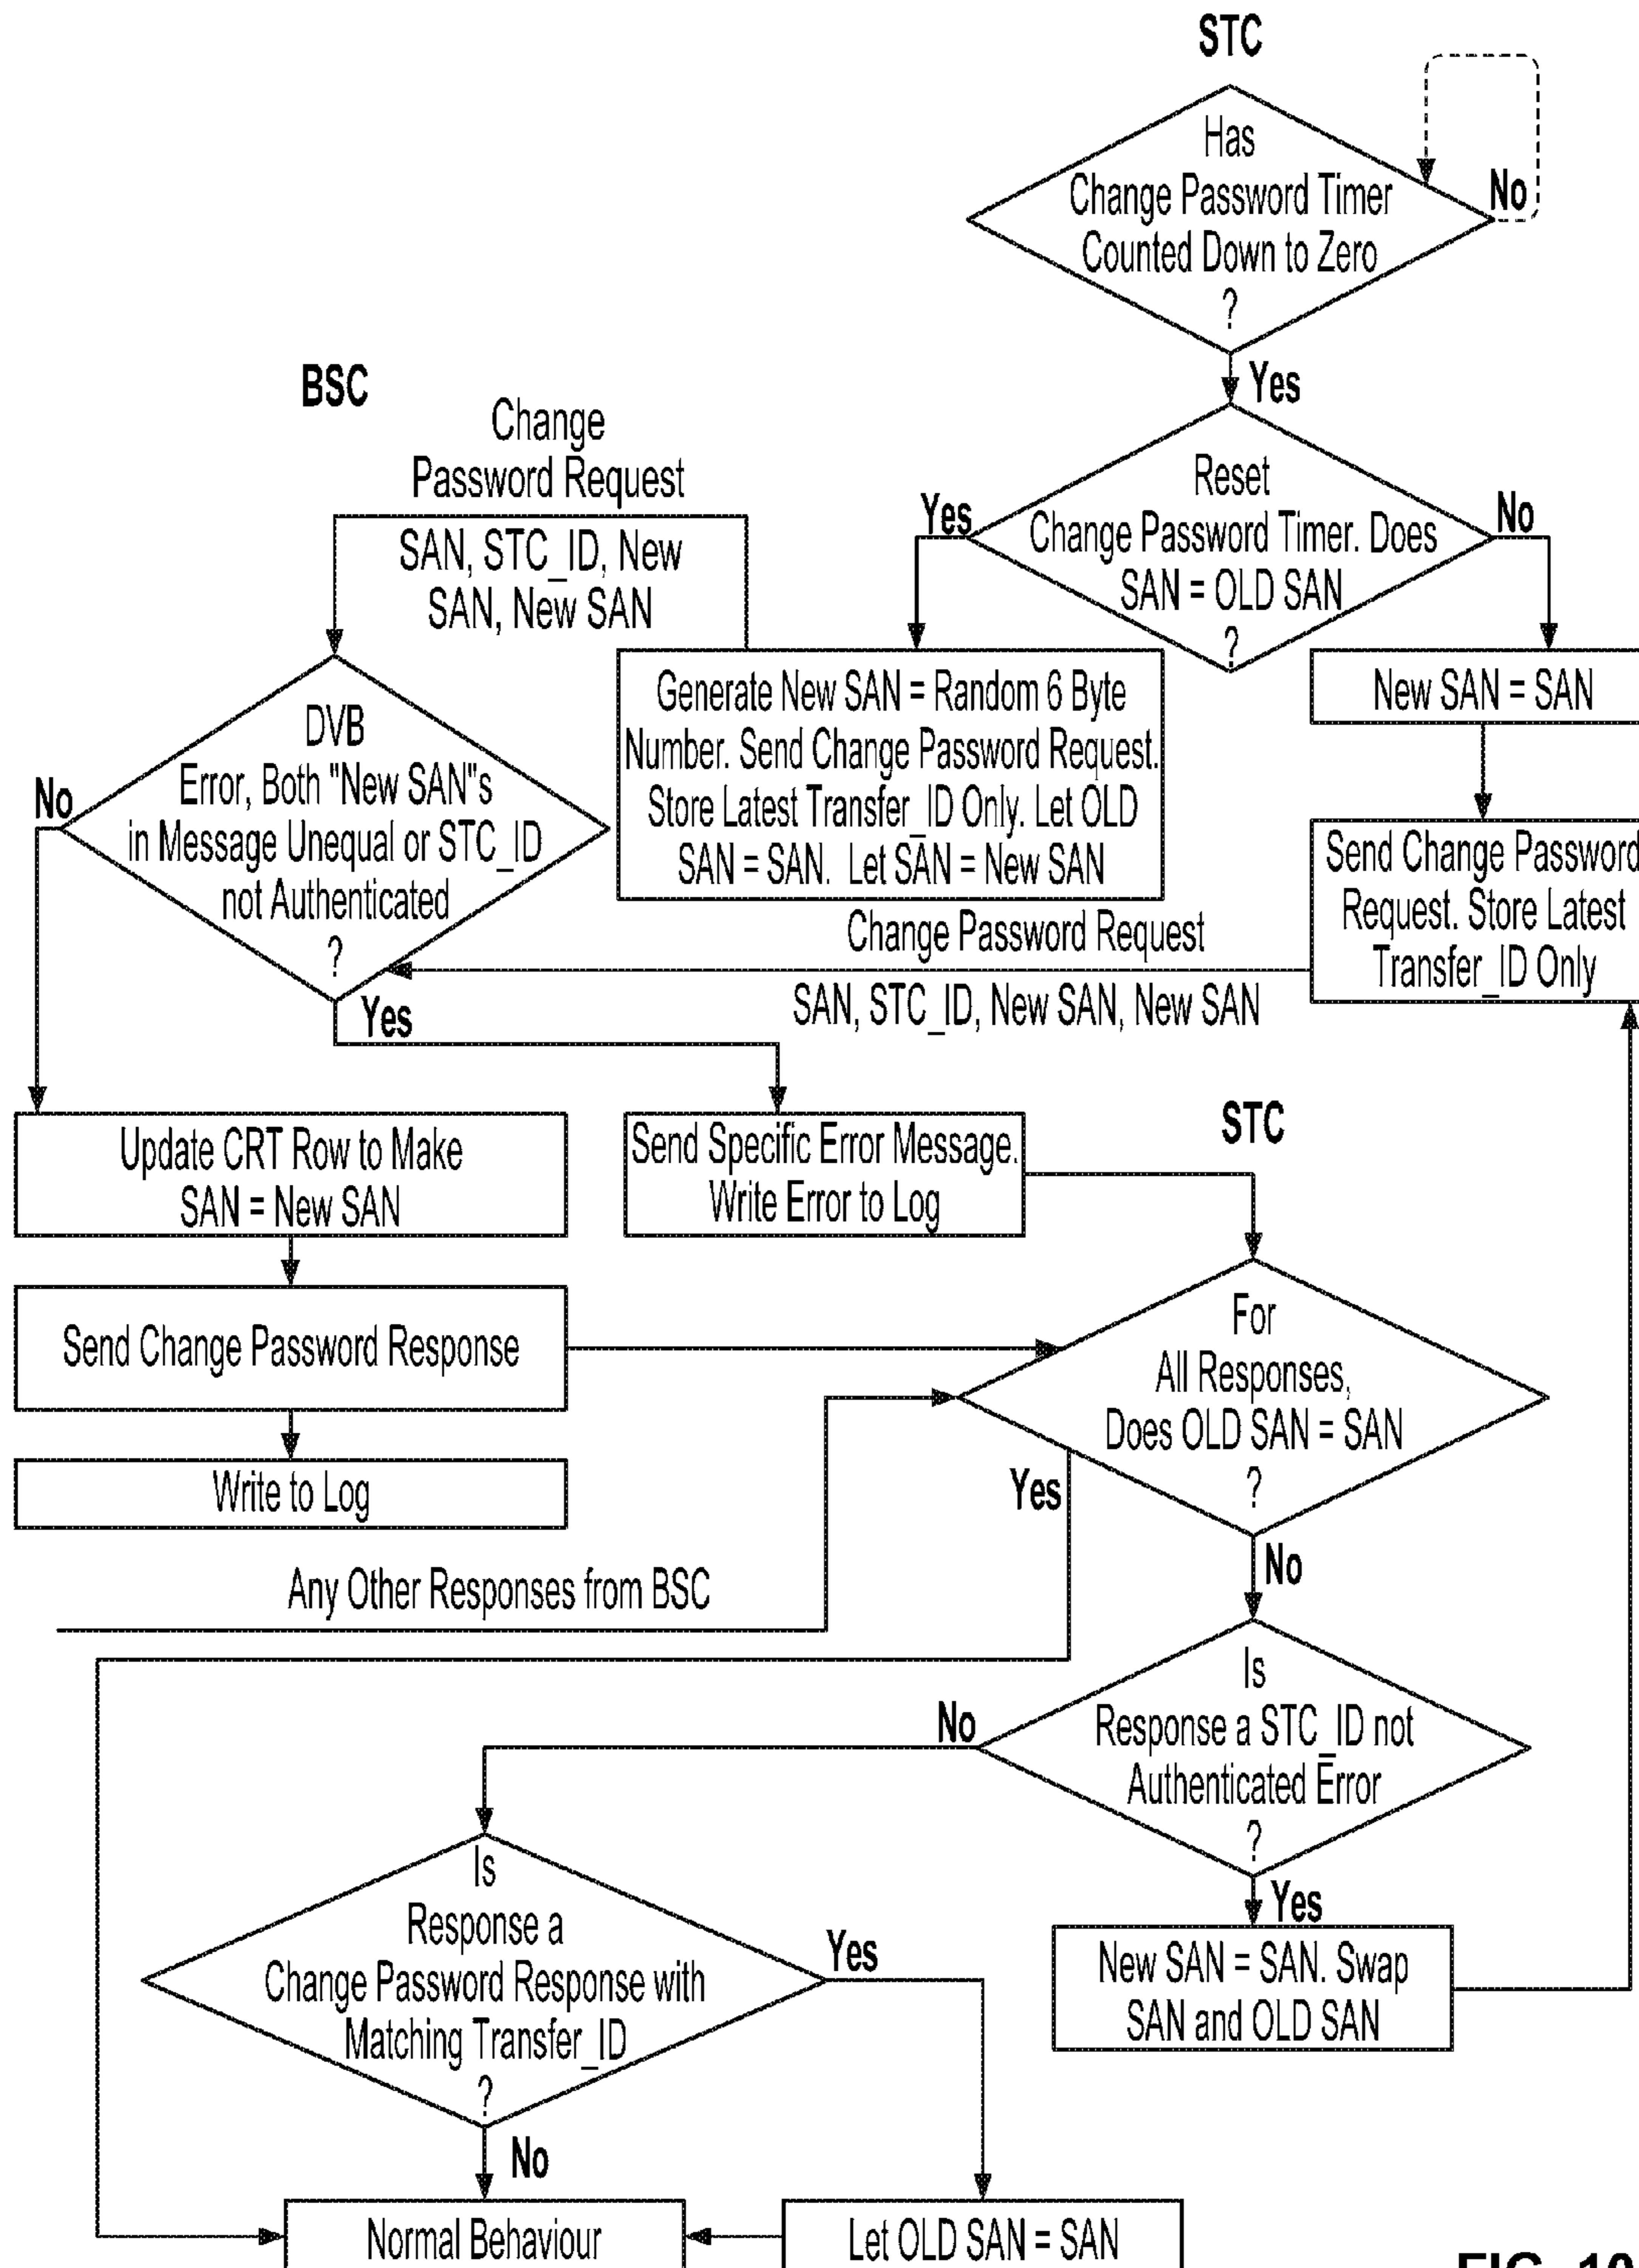 STC
Has
Change Password Timer
Counted Down to Zero
?
No
Yes
BSC
Change
Password Request
SAN, STC_ID, New
SAN, New SAN
Reset
Change Password Timer. Does
SAN = OLD SAN
?
Yes
No
Generate New SAN = Random 6 Byte
Number. Send Change Password Request.
Store Latest Transfer_ID Only. Let OLD
SAN = SAN. Let SAN = New SAN
New SAN = SAN
DVB
Error, Both "New SAN"s
in Message Unequal or STC_ID
not Authenticated
?
No
Yes
Send Change Password
Request. Store Latest
Transfer_ID Only
Change Password Request
SAN, STC_ID, New SAN, New SAN
Update CRT Row to Make
SAN = New SAN
Send Specific Error Message.
Write Error to Log
STC
Send Change Password Response
For
All Responses,
Does OLD SAN = SAN
?
Write to Log
Yes
No
Any Other Responses from BSC
Is
Response a STC_ID not
Authenticated Error
?
No
Yes
Is
Response a
Change Password Response with
Matching Transfer_ID
?
Yes
No
New SAN = SAN. Swap
SAN and OLD SAN
Normal Behaviour
Let OLD SAN = SAN
FIG. 10